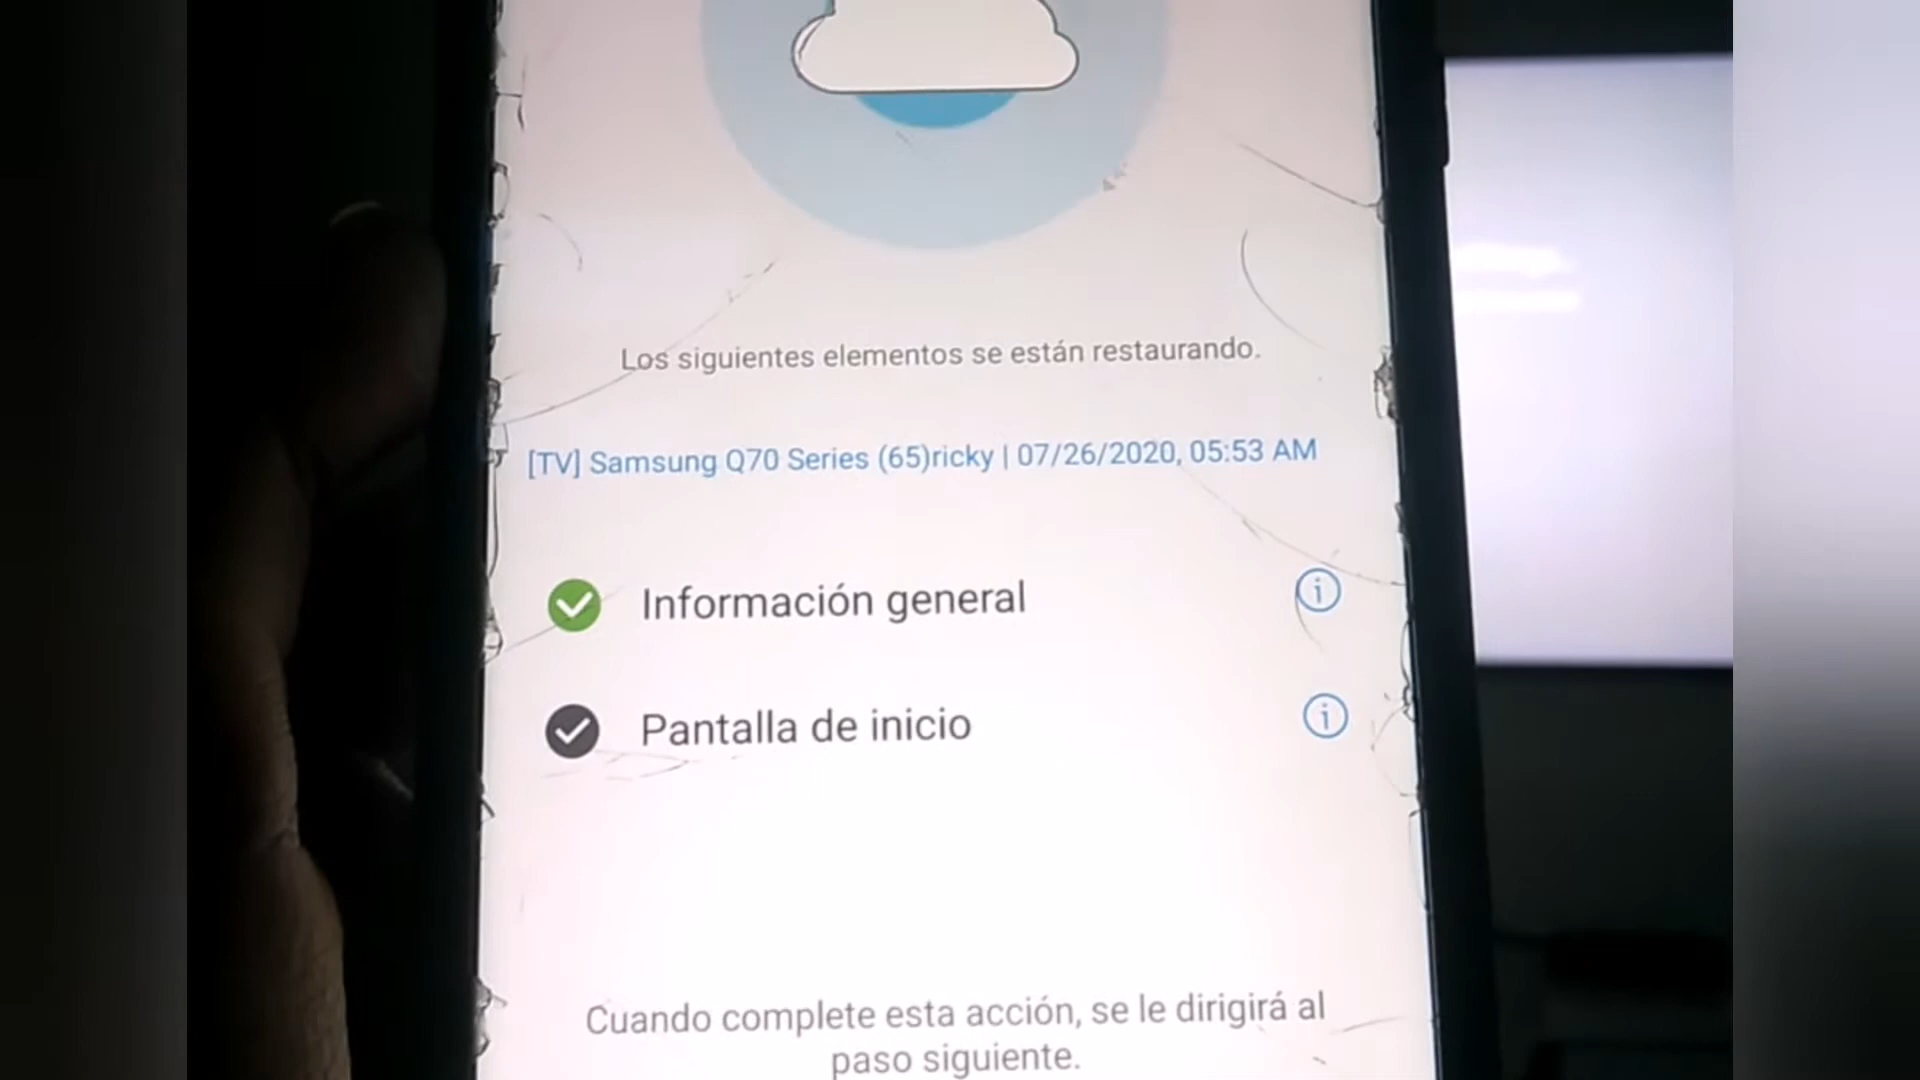 Los siguientes elementos se están restaurando.
[TV] Samsung Q70 Series (65)ricky | 07/26/2020, 05:53 AM
Información general
Pantalla de inicio
Cuando complete esta acción, se le dirigirá al
paso siguiente.